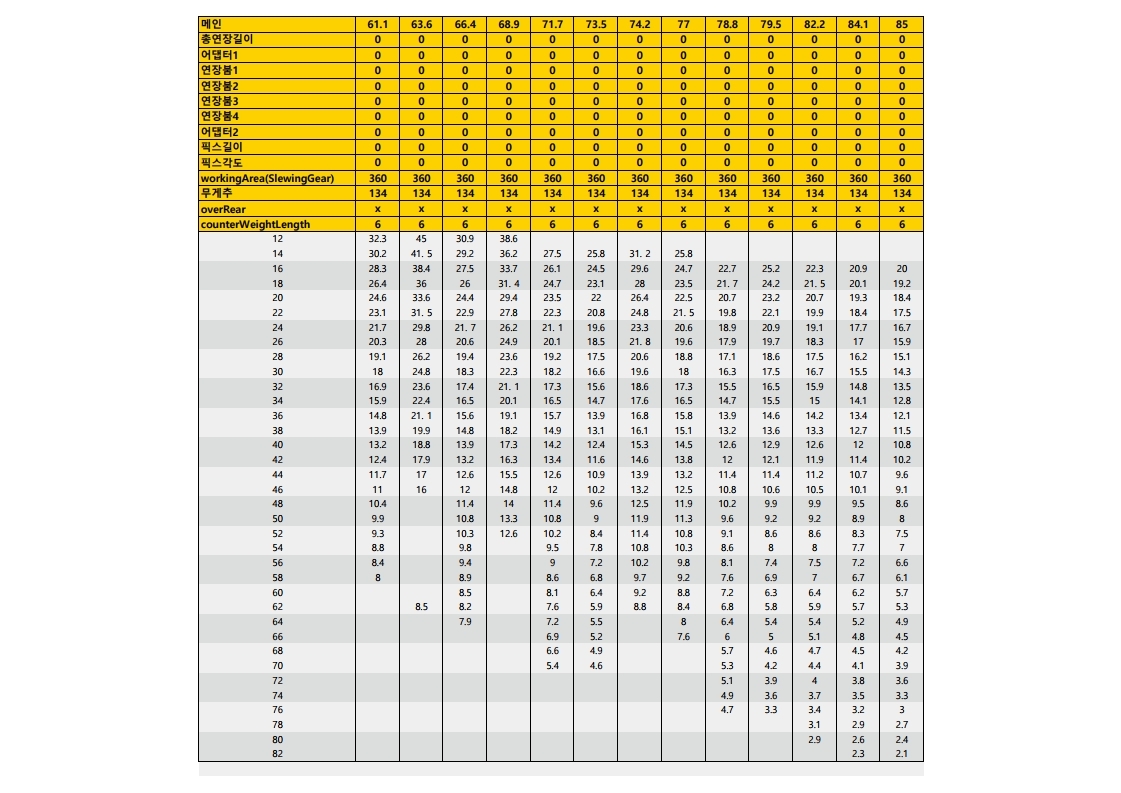 메인 61.1 63.6 66.4 68.9 71.7 73.5 74.2 77 78.8 79.5 82.2 84.1 85
총연장길이 0 0 0 0 0 0 0 0 0 0 0 0 0
어댑터1 0 0 0 0 0 0 0 0 0 0 0 0 0
연장붐1 0 0 0 0 0 0 0 0 0 0 0 0 0
연장붐2 0 0 0 0 0 0 0 0 0 0 0 0 0
연장붐3 0 0 0 0 0 0 0 0 0 0 0 0 0
연장붐4 0 0 0 0 0 0 0 0 0 0 0 0 0
어댑터2 0 0 0 0 0 0 0 0 0 0 0 0 0
픽스길이 0 0 0 0 0 0 0 0 0 0 0 0 0
픽스각도 0 0 0 0 0 0 0 0 0 0 0 0 0
workingArea(SlewingGear) 360 360 360 360 360 360 360 360 360 360 360 360 360
무게추 134 134 134 134 134 134 134 134 134 134 134 134 134
overRear x x x x x x x x x x x x x
counterWeightLength 6 6 6 6 6 6 6 6 6 6 6 6 6
12 32.3 45 30.9 38.6
14 30.2 41. 5 29.2 36.2 27.5 25.8 31. 2 25.8
16 28.3 38.4 27.5 33.7 26.1 24.5 29.6 24.7 22.7 25.2 22.3 20.9 20
18 26.4 36 26 31. 4 24.7 23.1 28 23.5 21. 7 24.2 21. 5 20.1 19.2
20 24.6 33.6 24.4 29.4 23.5 22 26.4 22.5 20.7 23.2 20.7 19.3 18.4
22 23.1 31. 5 22.9 27.8 22.3 20.8 24.8 21. 5 19.8 22.1 19.9 18.4 17.5
24 21.7 29.8 21. 7 26.2 21. 1 19.6 23.3 20.6 18.9 20.9 19.1 17.7 16.7
26 20.3 28 20.6 24.9 20.1 18.5 21. 8 19.6 17.9 19.7 18.3 17 15.9
28 19.1 26.2 19.4 23.6 19.2 17.5 20.6 18.8 17.1 18.6 17.5 16.2 15.1
30 18 24.8 18.3 22.3 18.2 16.6 19.6 18 16.3 17.5 16.7 15.5 14.3
32 16.9 23.6 17.4 21. 1 17.3 15.6 18.6 17.3 15.5 16.5 15.9 14.8 13.5
34 15.9 22.4 16.5 20.1 16.5 14.7 17.6 16.5 14.7 15.5 15 14.1 12.8
36 14.8 21. 1 15.6 19.1 15.7 13.9 16.8 15.8 13.9 14.6 14.2 13.4 12.1
38 13.9 19.9 14.8 18.2 14.9 13.1 16.1 15.1 13.2 13.6 13.3 12.7 11.5
40 13.2 18.8 13.9 17.3 14.2 12.4 15.3 14.5 12.6 12.9 12.6 12 10.8
42 12.4 17.9 13.2 16.3 13.4 11.6 14.6 13.8 12 12.1 11.9 11.4 10.2
44 11.7 17 12.6 15.5 12.6 10.9 13.9 13.2 11.4 11.4 11.2 10.7 9.6
46 11 16 12 14.8 12 10.2 13.2 12.5 10.8 10.6 10.5 10.1 9.1
48 10.4 11.4 14 11.4 9.6 12.5 11.9 10.2 9.9 9.9 9.5 8.6
50 9.9 10.8 13.3 10.8 9 11.9 11.3 9.6 9.2 9.2 8.9 8
52 9.3 10.3 12.6 10.2 8.4 11.4 10.8 9.1 8.6 8.6 8.3 7.5
54 8.8 9.8 9.5 7.8 10.8 10.3 8.6 8 8 7.7 7
56 8.4 9.4 9 7.2 10.2 9.8 8.1 7.4 7.5 7.2 6.6
58 8 8.9 8.6 6.8 9.7 9.2 7.6 6.9 7 6.7 6.1
60 8.5 8.1 6.4 9.2 8.8 7.2 6.3 6.4 6.2 5.7
62 8.5 8.2 7.6 5.9 8.8 8.4 6.8 5.8 5.9 5.7 5.3
64 7.9 7.2 5.5 8 6.4 5.4 5.4 5.2 4.9
66 6.9 5.2 7.6 6 5 5.1 4.8 4.5
68 6.6 4.9 5.7 4.6 4.7 4.5 4.2
70 5.4 4.6 5.3 4.2 4.4 4.1 3.9
72 5.1 3.9 4 3.8 3.6
74 4.9 3.6 3.7 3.5 3.3
76 4.7 3.3 3.4 3.2 3
78 3.1 2.9 2.7
80 2.9 2.6 2.4
82 2.3 2.1